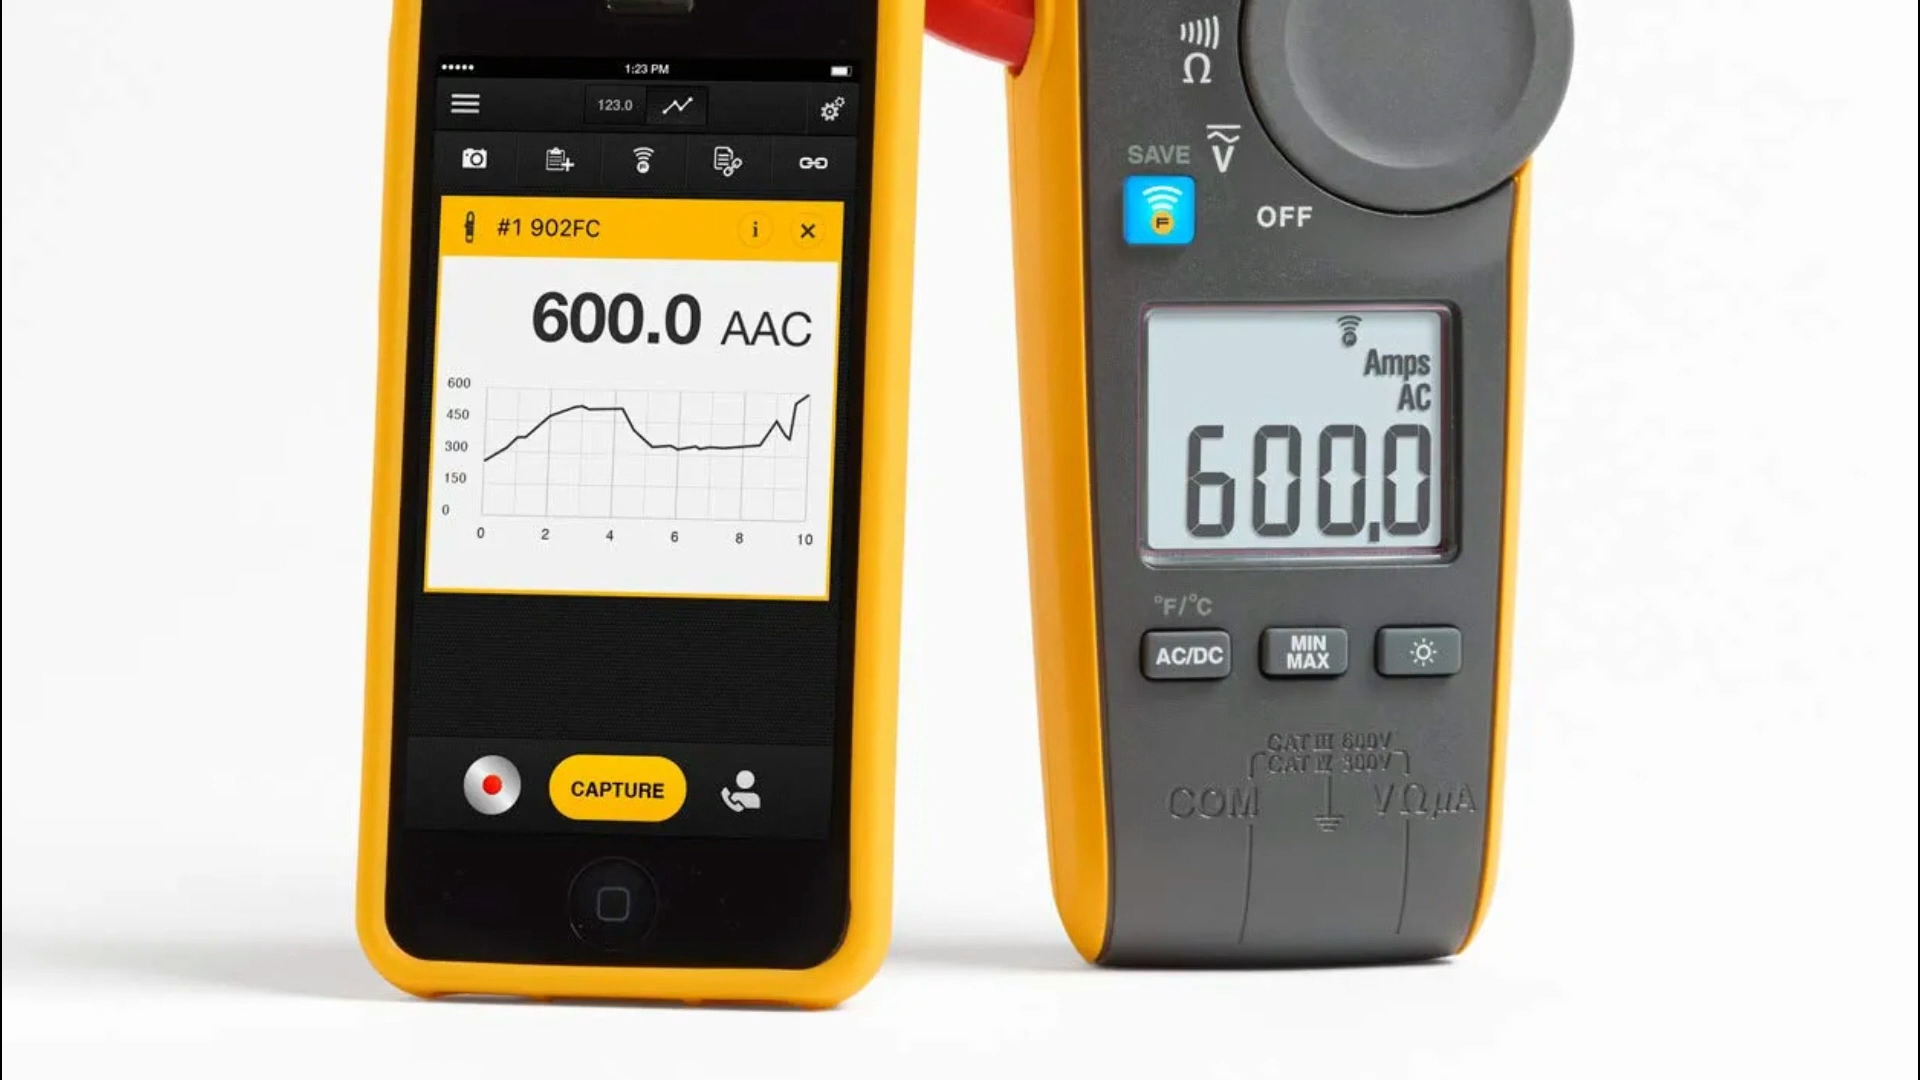 1:23 PM
123.0
#1 902FC
i
600.0 AAC
600
450
300
150
0
0 2 4 6 8 10
CAPTURE
Ω
V
SAVE
F
OFF
Amps
AC
600.0
°F/°C
AC/DC
MIN
MAX
CAT III 600V
CAT IV 300V
COM
VΩµA